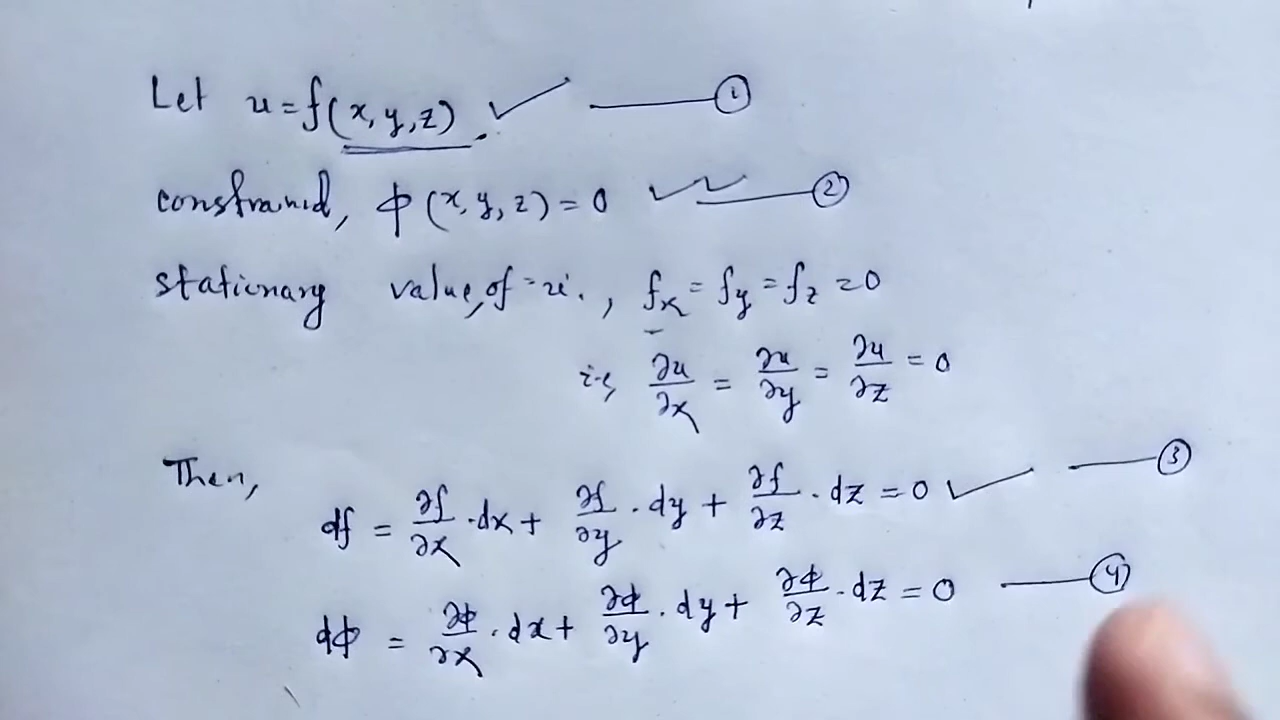 Let u=f(x,y,z). ✓ ——①
constraind, φ(x,y,z)=0 ✓✓ ——②
stationary value, of u., fx=fy=fz=0
i.e, ∂u/∂x = ∂u/∂y = ∂u/∂z = 0
Then,
df = ∂f/∂x·dx + ∂f/∂y·dy + ∂f/∂z·dz = 0 ✓ ——③
dφ = ∂φ/∂x·dx + ∂φ/∂y·dy + ∂φ/∂z·dz = 0 ——④